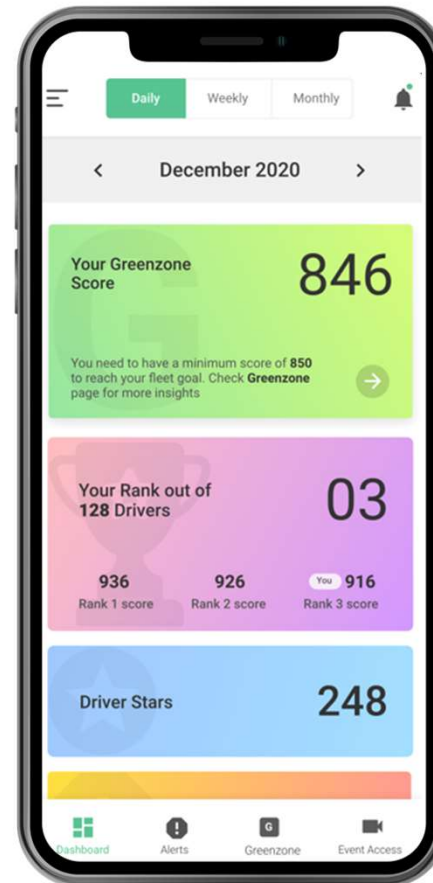 Daily Weekly Monthly
December 2020
Your Greenzone
Score
846
You need to have a minimum score of 850
to reach your fleet goal. Check Greenzone
page for more insights
Your Rank out of
128 Drivers
03
936 926 You 916
Rank 1 score Rank 2 score Rank 3 score
Driver Stars
248
Dashboard Alerts G Greenzone Event Access